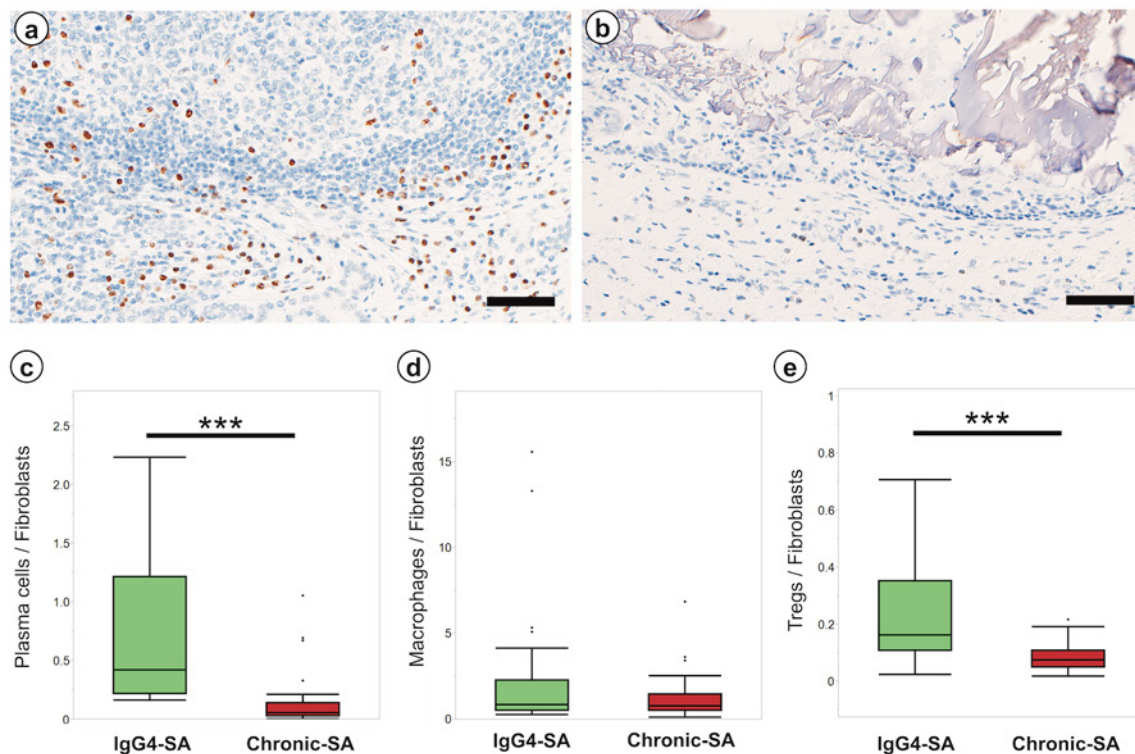 a
b
c
d
e
Plasma cells / Fibroblasts
2.5
2.0
1.5
1.0
0.5
0
***
IgG4-SA
Chronic-SA
Macrophages / Fibroblasts
15
10
5
0
IgG4-SA
Chronic-SA
Tregs / Fibroblasts
1
0.8
0.6
0.4
0.2
0
***
IgG4-SA
Chronic-SA